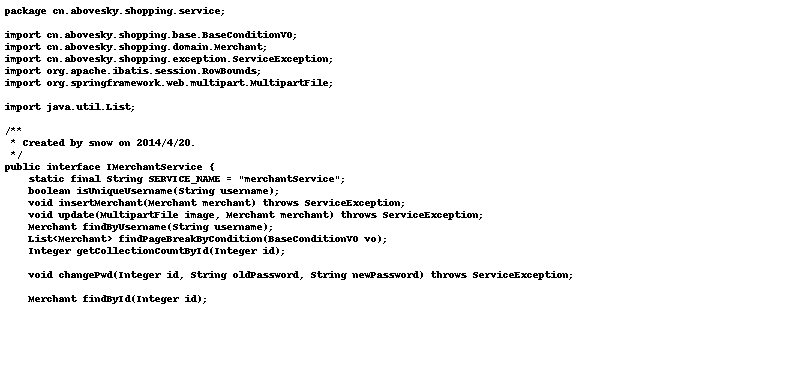 package cn.abovesky.shopping.service;

import cn.abovesky.shopping.base.BaseConditionVO;
import cn.abovesky.shopping.domain.Merchant;
import cn.abovesky.shopping.exception.ServiceException;
import org.apache.ibatis.session.RowBounds;
import org.springframework.web.multipart.MultipartFile;

import java.util.List;

/**
 * Created by snow on 2014/4/20.
 */
public interface IMerchantService {
    static final String SERVICE_NAME = "merchantService";
    boolean isUniqueUsername(String username);
    void insertMerchant(Merchant merchant) throws ServiceException;
    void update(MultipartFile image, Merchant merchant) throws ServiceException;
    Merchant findByUsername(String username);
    List<Merchant> findPageBreakByCondition(BaseConditionVO vo);
    Integer getCollectionCountById(Integer id);

    void changePwd(Integer id, String oldPassword, String newPassword) throws ServiceException;

    Merchant findById(Integer id);